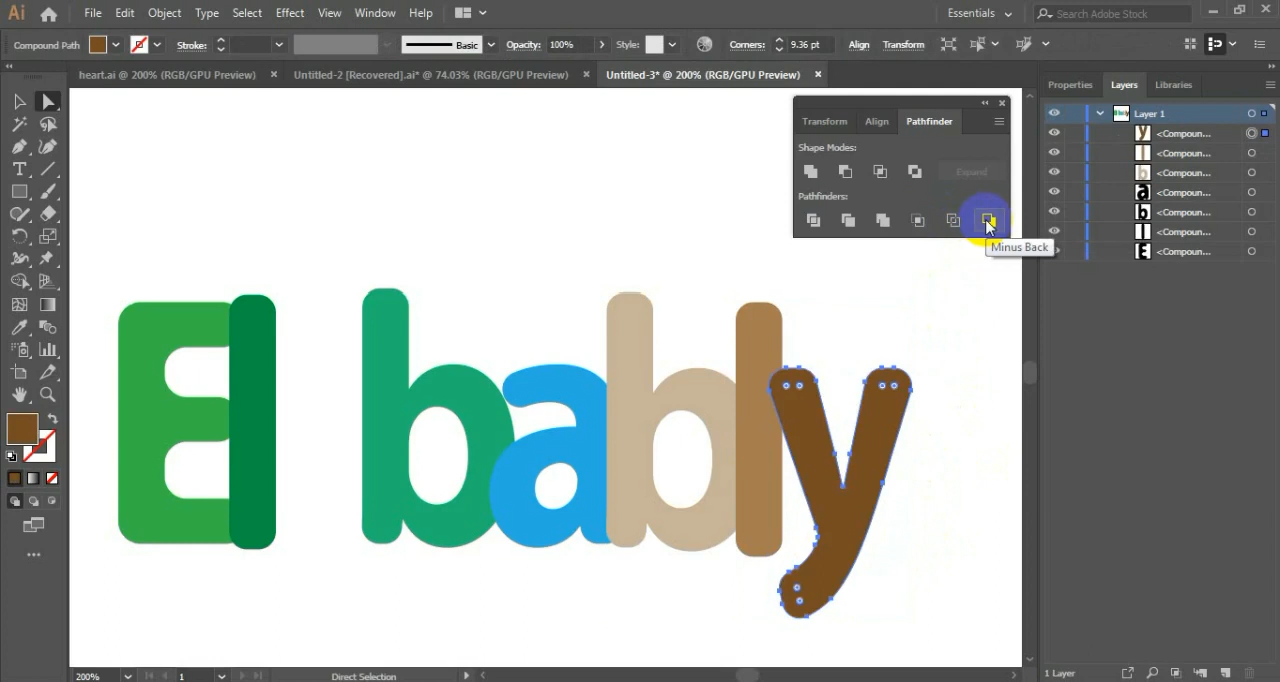 Ai File Edit Object Type Select Effect View Window Help Essentials Search Adobe Stock
Compound Path Stroke: Basic Opacity: 100% Style: Corners: 9.36 pt Align Transform
heart.ai @ 200% (RGB/GPU Preview) Untitled-2 [Recovered].ai* @ 74.03% (RGB/GPU Preview) Untitled-3* @ 200% (RGB/GPU Preview)
Properties Layers Libraries
Transform Align Pathfinder
Layer 1
Shape Modes:
Expand
Pathfinders:
Minus Back
<Compoun...
<Compoun...
<Compoun...
<Compoun...
<Compoun...
<Compoun...
<Compoun...
El bably
200% 1 Direct Selection
1 Layer